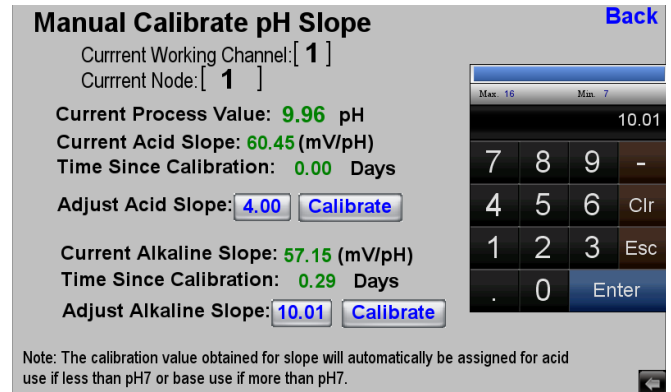 Manual Calibrate pH Slope
Back
Currrent Working Channel:[ 1 ]
Currrent Node:[ 1 ]
Current Process Value: 9.96 pH
Current Acid Slope: 60.45 (mV/pH)
Time Since Calibration: 0.00 Days
Adjust Acid Slope: 4.00 Calibrate
Current Alkaline Slope: 57.15 (mV/pH)
Time Since Calibration: 0.29 Days
Adjust Alkaline Slope: 10.01 Calibrate
Note: The calibration value obtained for slope will automatically be assigned for acid
use if less than pH7 or base use if more than pH7.
Max. 16 Min. 7
10.01
7 8 9 -
4 5 6 Clr
1 2 3 Esc
. 0 Enter